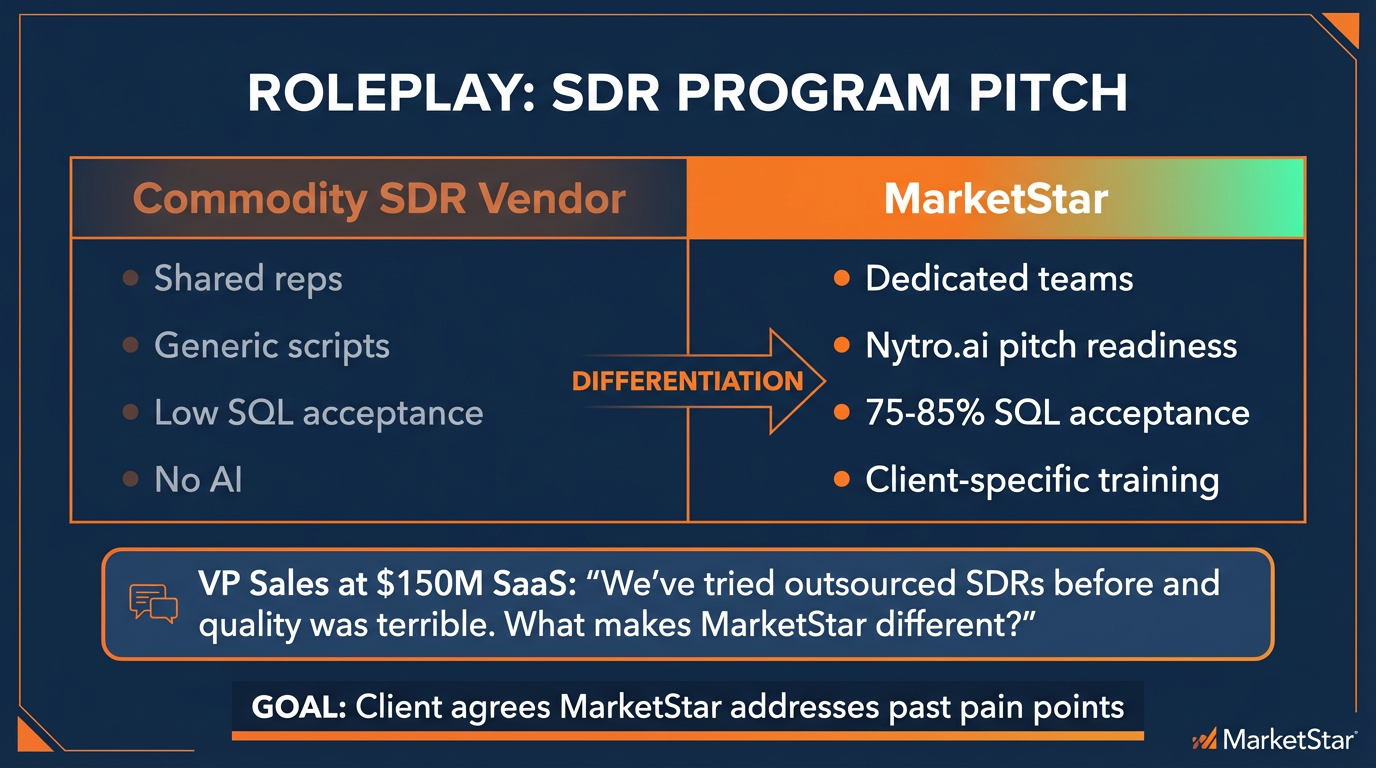 ROLEPLAY: SDR PROGRAM PITCH
Commodity SDR Vendor
MarketStar
Shared reps
Generic scripts
Low SQL acceptance
No AI
DIFFERENTIATION
Dedicated teams
Nytro.ai pitch readiness
75-85% SQL acceptance
Client-specific training
VP Sales at $150M SaaS: “We’ve tried outsourced SDRs before and
quality was terrible. What makes MarketStar different?”
GOAL: Client agrees MarketStar addresses past pain points
MarketStar